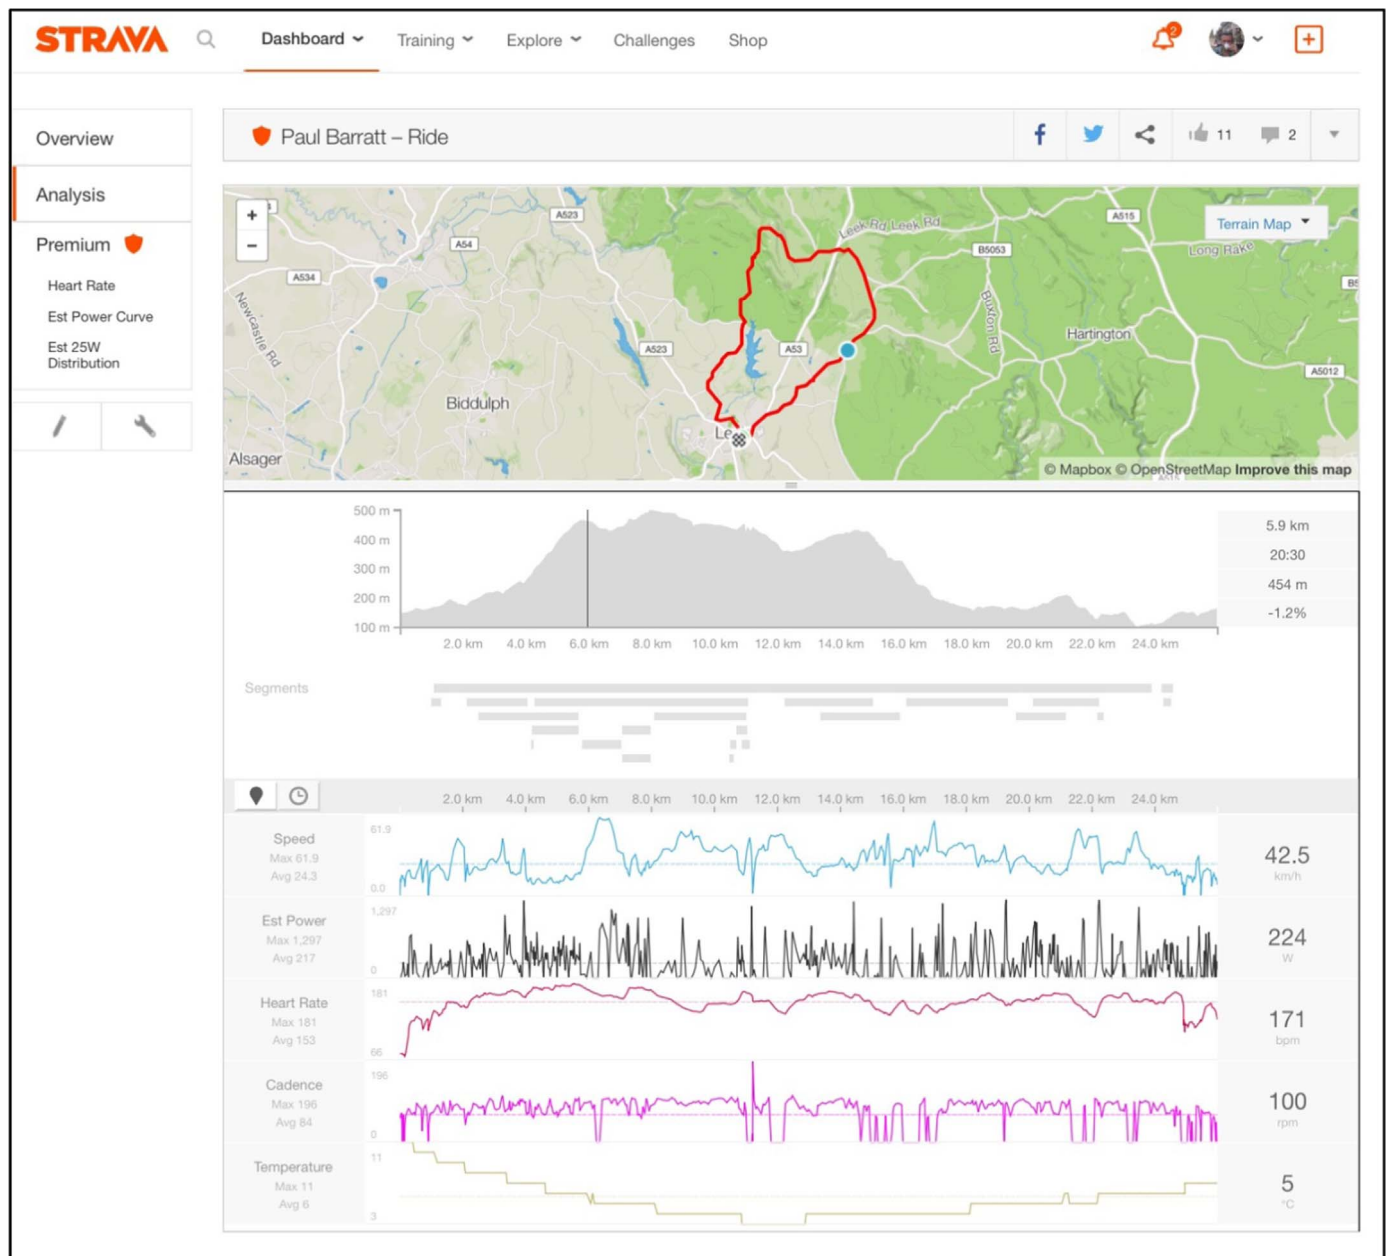 STRAVA
Dashboard
Training
Explore
Challenges
Shop
2
Overview
Analysis
Premium
Heart Rate
Est Power Curve
Est 25W
Distribution
Paul Barratt – Ride
11
2
+
−
A523
A54
A534
Newcastle Rd
Leek Rd Leek Rd
A515
Terrain Map
B5053
Long Rake
Buxton Rd
Hartington
A523
A53
A5012
Biddulph
Alsager
© Mapbox © OpenStreetMap Improve this map
500 m
400 m
300 m
200 m
100 m
2.0 km 4.0 km 6.0 km 8.0 km 10.0 km 12.0 km 14.0 km 16.0 km 18.0 km 20.0 km 22.0 km 24.0 km
5.9 km
20:30
454 m
-1.2%
Segments
2.0 km 4.0 km 6.0 km 8.0 km 10.0 km 12.0 km 14.0 km 16.0 km 18.0 km 20.0 km 22.0 km 24.0 km
Speed
Max 61.9
Avg 24.3
61.9
0.0
42.5
km/h
Est Power
Max 1,297
Avg 217
1,297
0
224
W
Heart Rate
Max 181
Avg 153
181
66
171
bpm
Cadence
Max 196
Avg 84
196
0
100
rpm
Temperature
Max 11
Avg 6
11
3
5
°C